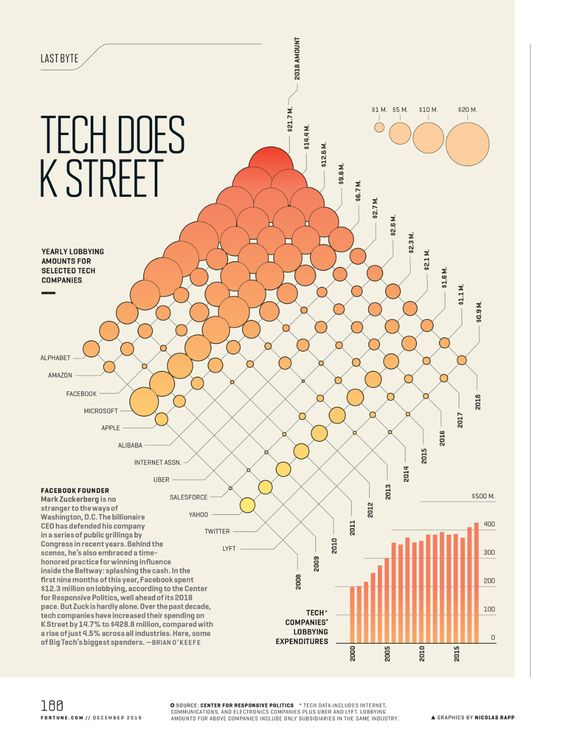 LAST BYTE
TECH DOES
K STREET
YEARLY LOBBYING
AMOUNTS FOR
SELECTED TECH
COMPANIES
2018 AMOUNT
$21.7 M.
$14.4 M.
$12.6 M.
$9.6 M.
$6.7 M.
$2.7 M.
$2.6 M.
$2.3 M.
$2.1 M.
$1.6 M.
$1.1 M.
$0.9 M.
$1 M. $5 M. $10 M. $20 M.
ALPHABET
AMAZON
FACEBOOK
MICROSOFT
APPLE
ALIBABA
INTERNET ASSN.
UBER
SALESFORCE
YAHOO
TWITTER
LYFT
2008
2009
2010
2011
2012
2013
2014
2015
2016
2017
2018
FACEBOOK FOUNDER
Mark Zuckerberg is no
stranger to the ways of
Washington, D.C. The billionaire
CEO has defended his company
in a series of public grillings by
Congress in recent years. Behind the
scenes, he's also embraced a time-
honored practice for winning influence
inside the Beltway: splashing the cash. In the
first nine months of this year, Facebook spent
$12.3 million on lobbying, according to the Center
for Responsive Politics, well ahead of its 2018
pace. But Zuck is hardly alone. Over the past decade,
tech companies have increased their spending on
K Street by 14.7% to $428.8 million, compared with
a rise of just 4.5% across all industries. Here, some
of Big Tech's biggest spenders. —BRIAN O'KEEFE
TECH*
COMPANIES'
LOBBYING
EXPENDITURES
$500 M.
400
300
200
100
0
2000
2005
2010
2015
180
FORTUNE.COM // DECEMBER 2019
SOURCE: CENTER FOR RESPONSIVE POLITICS * TECH DATA INCLUDES INTERNET,
COMMUNICATIONS, AND ELECTRONICS COMPANIES PLUS UBER AND LYFT. LOBBYING
AMOUNTS FOR ABOVE COMPANIES INCLUDE ONLY SUBSIDIARIES IN THE SAME INDUSTRY.
▲ GRAPHICS BY NICOLAS RAPP